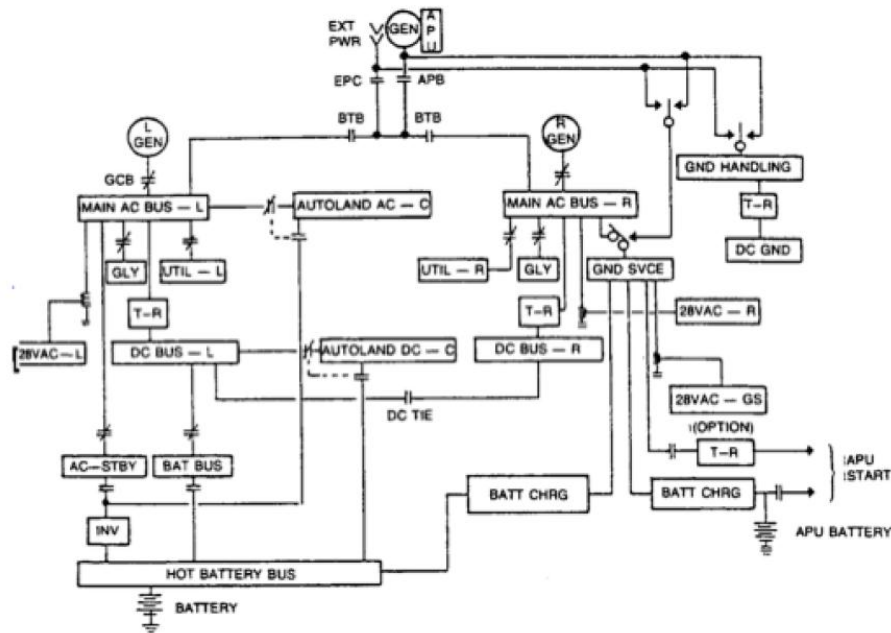 EXT
PWR
GEN
APU
EPC
APB
BTB
BTB
L
GEN
R
GEN
GND HANDLING
GCB
T-R
MAIN AC BUS — L
AUTOLAND AC — C
MAIN AC BUS — R
DC GND
GLY
UTIL — L
UTIL — R
GLY
GND SVCE
T-R
T-R
28VAC — R
28VAC — L
DC BUS — L
AUTOLAND DC — C
DC BUS — R
28VAC — GS
DC TIE
(OPTION)
AC-STBY
BAT BUS
T-R
APU
START
BATT CHRG
BATT CHRG
INV
APU BATTERY
HOT BATTERY BUS
BATTERY